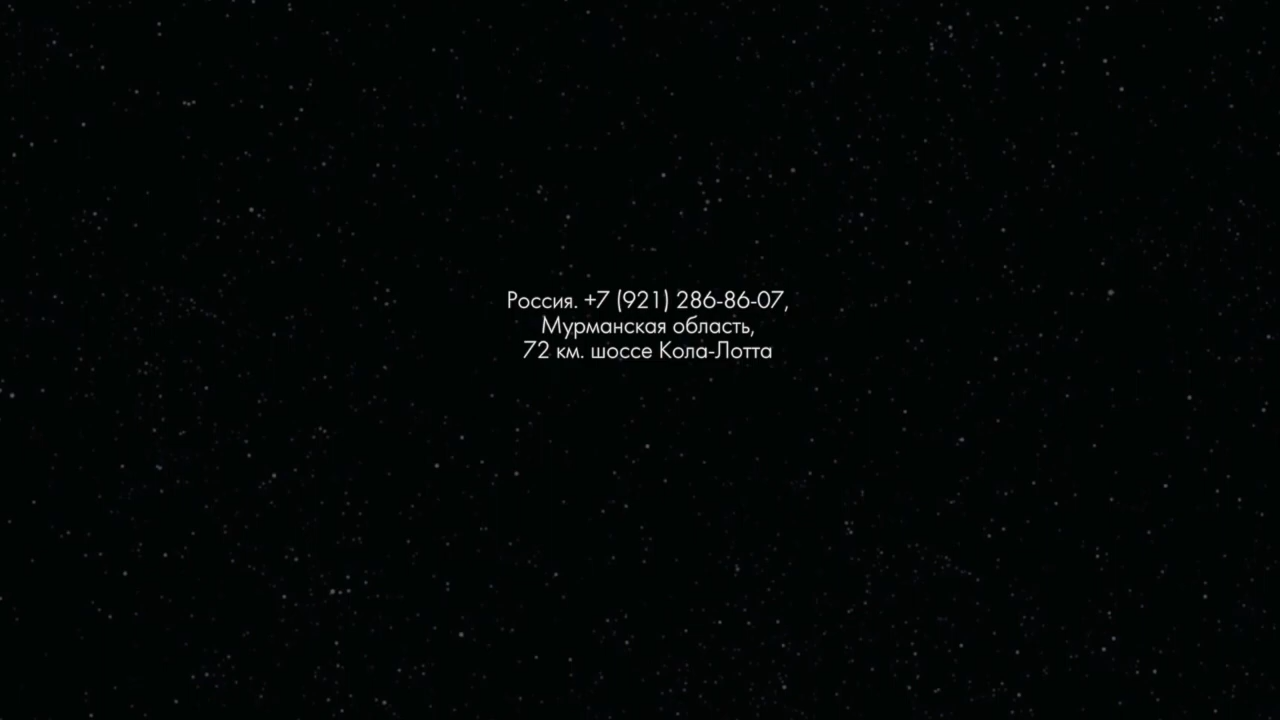 Россия. +7 (921) 286-86-07,
Мурманская область,
72 км. шоссе Кола-Лотта